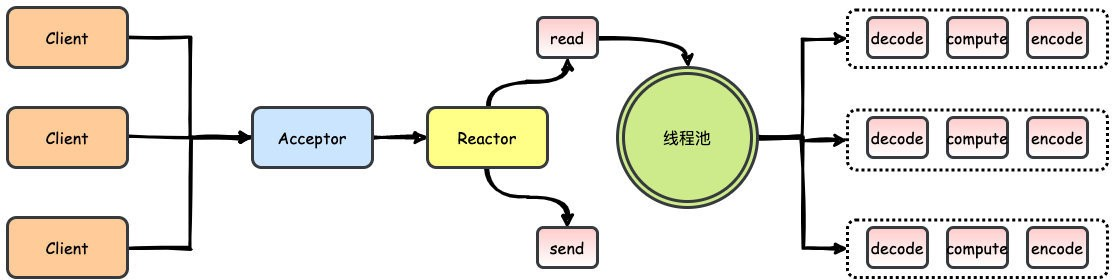 Client
Client
Client
Acceptor
Reactor
read
send
线程池
decode compute encode
decode compute encode
decode compute encode